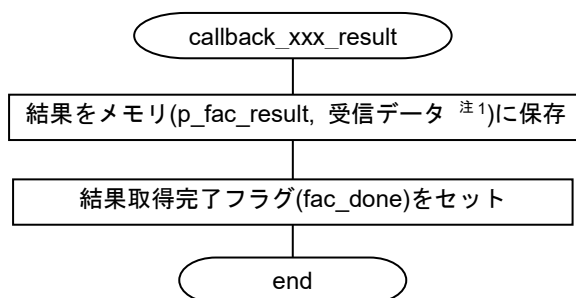 callback_xxx_result
結果をメモリ(p_fac_result, 受信データ 注1)に保存
結果取得完了フラグ(fac_done)をセット
end